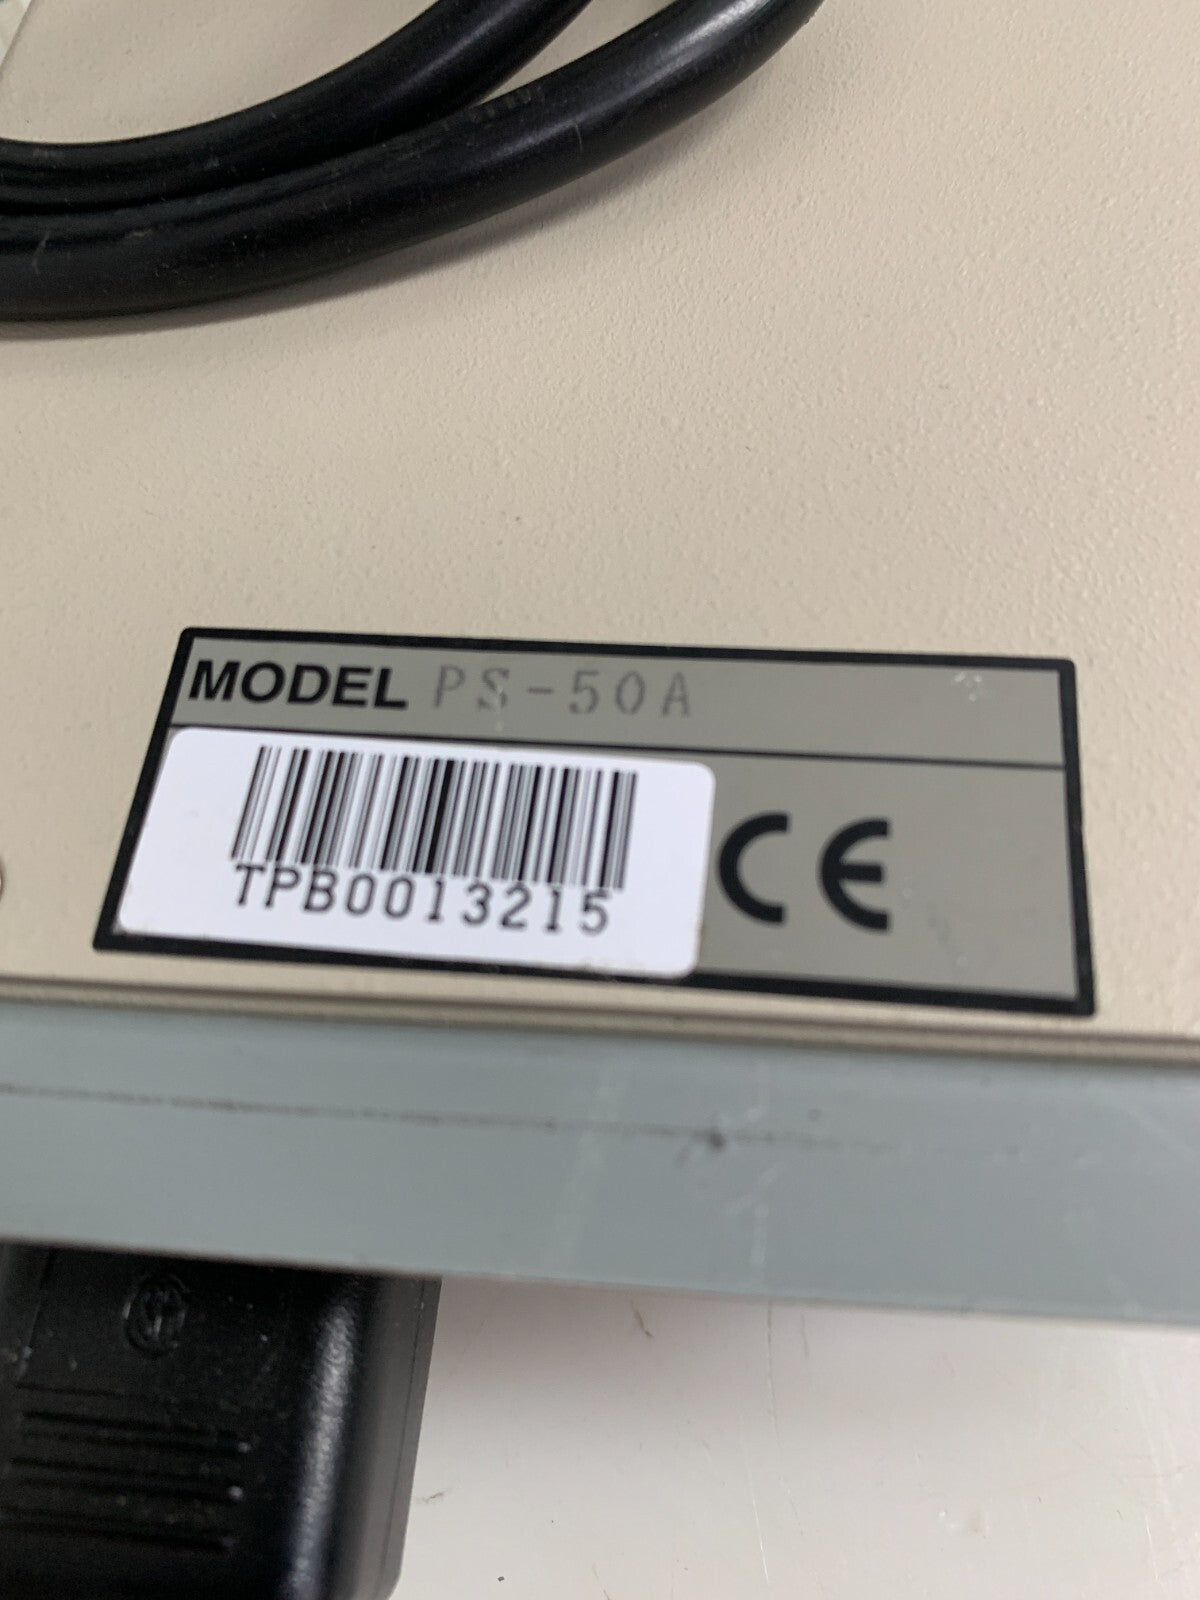 MODEL PS-50A
TPB0013215
CE